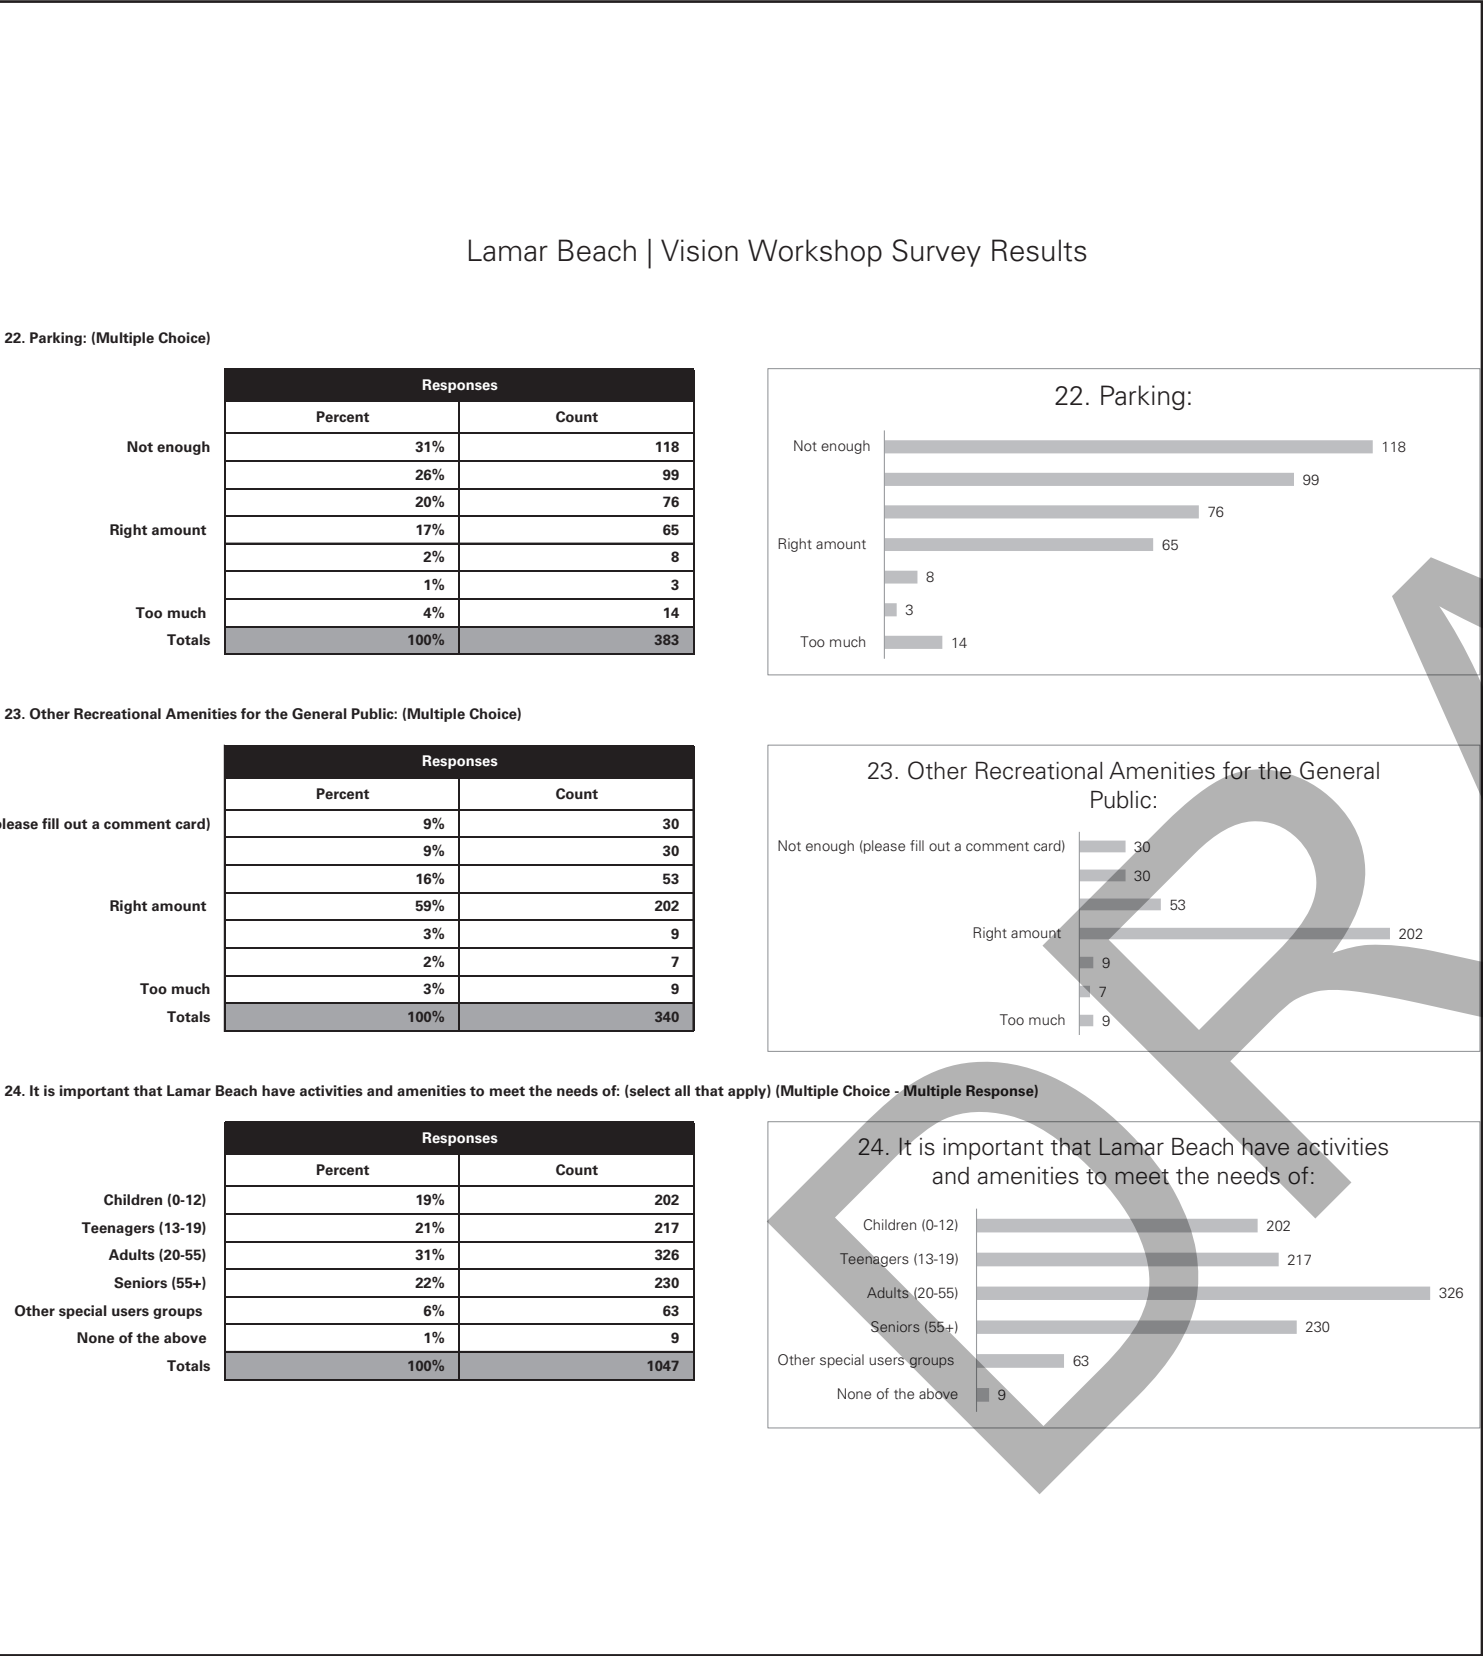 Lamar Beach | Vision Workshop Survey Results
22. Parking: (Multiple Choice)
Responses
Percent Count
Not enough 31% 118
26% 99
20% 76
Right amount 17% 65
2% 8
1% 3
Too much 4% 14
Totals 100% 383
22. Parking:
Not enough 118
99
76
Right amount 65
8
3
Too much 14
23. Other Recreational Amenities for the General Public: (Multiple Choice)
Responses
Percent Count
please fill out a comment card) 9% 30
9% 30
16% 53
Right amount 59% 202
3% 9
2% 7
Too much 3% 9
Totals 100% 340
23. Other Recreational Amenities for the General
Public:
Not enough (please fill out a comment card) 30
30
53
Right amount 202
9
7
Too much 9
24. It is important that Lamar Beach have activities and amenities to meet the needs of: (select all that apply) (Multiple Choice - Multiple Response)
Responses
Percent Count
Children (0-12) 19% 202
Teenagers (13-19) 21% 217
Adults (20-55) 31% 326
Seniors (55+) 22% 230
Other special users groups 6% 63
None of the above 1% 9
Totals 100% 1047
24. It is important that Lamar Beach have activities
and amenities to meet the needs of:
Children (0-12) 202
Teenagers (13-19) 217
Adults (20-55) 326
Seniors (55+) 230
Other special users groups 63
None of the above 9
DR